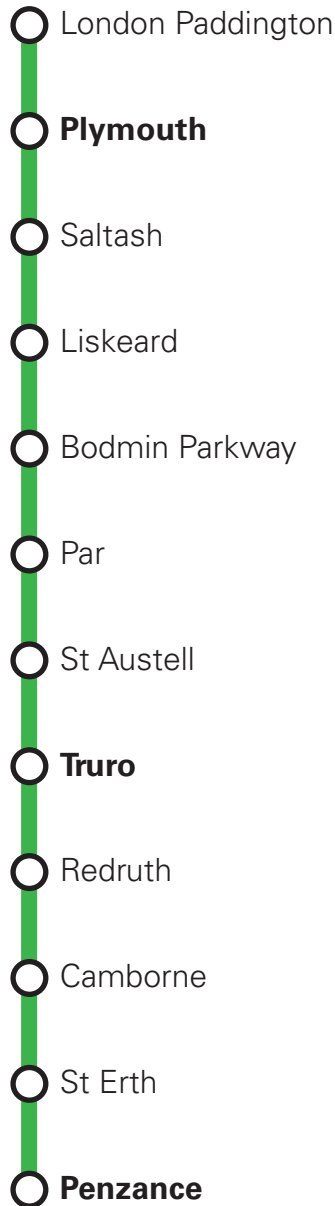 London Paddington
Plymouth
Saltash
Liskeard
Bodmin Parkway
Par
St Austell
Truro
Redruth
Camborne
St Erth
Penzance